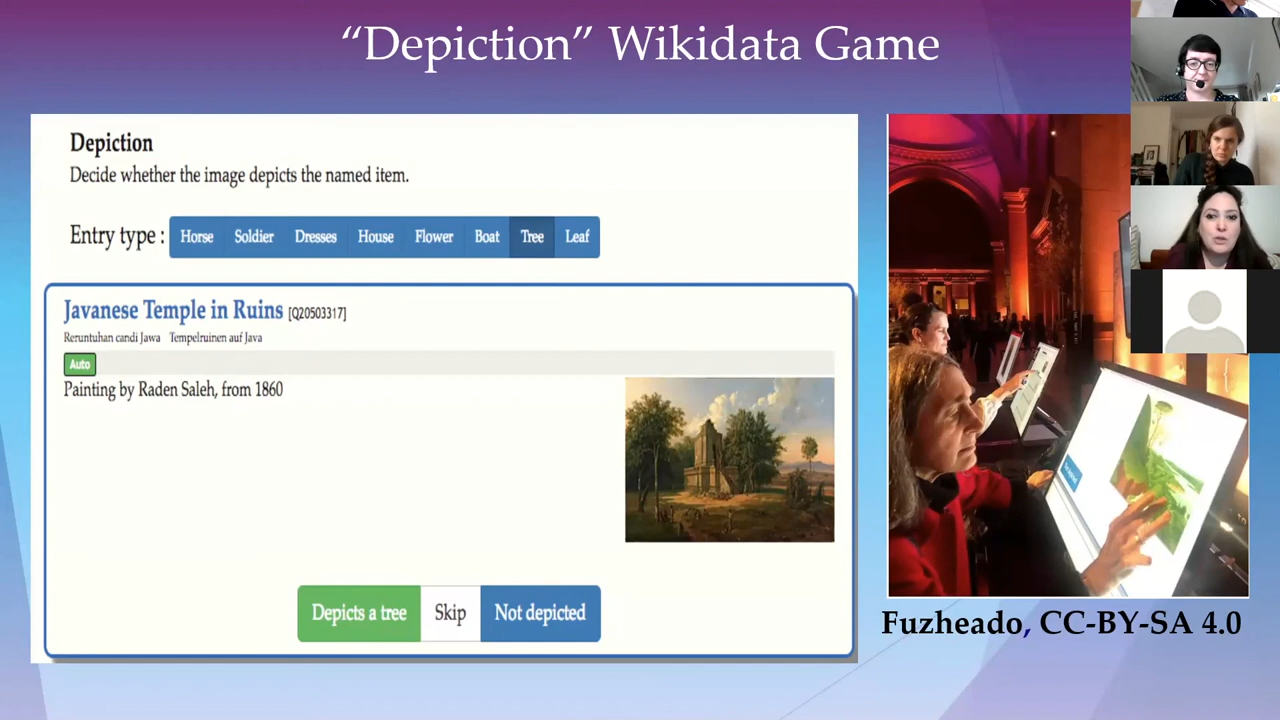 “Depiction” Wikidata Game
Depiction
Decide whether the image depicts the named item.
Entry type : Horse Soldier Dresses House Flower Boat Tree Leaf
Javanese Temple in Ruins [Q20503317]
Reruntuhan candi Jawa Tempelruinen auf Java
Auto
Painting by Raden Saleh, from 1860
Depicts a tree Skip Not depicted
Fuzheado, CC-BY-SA 4.0